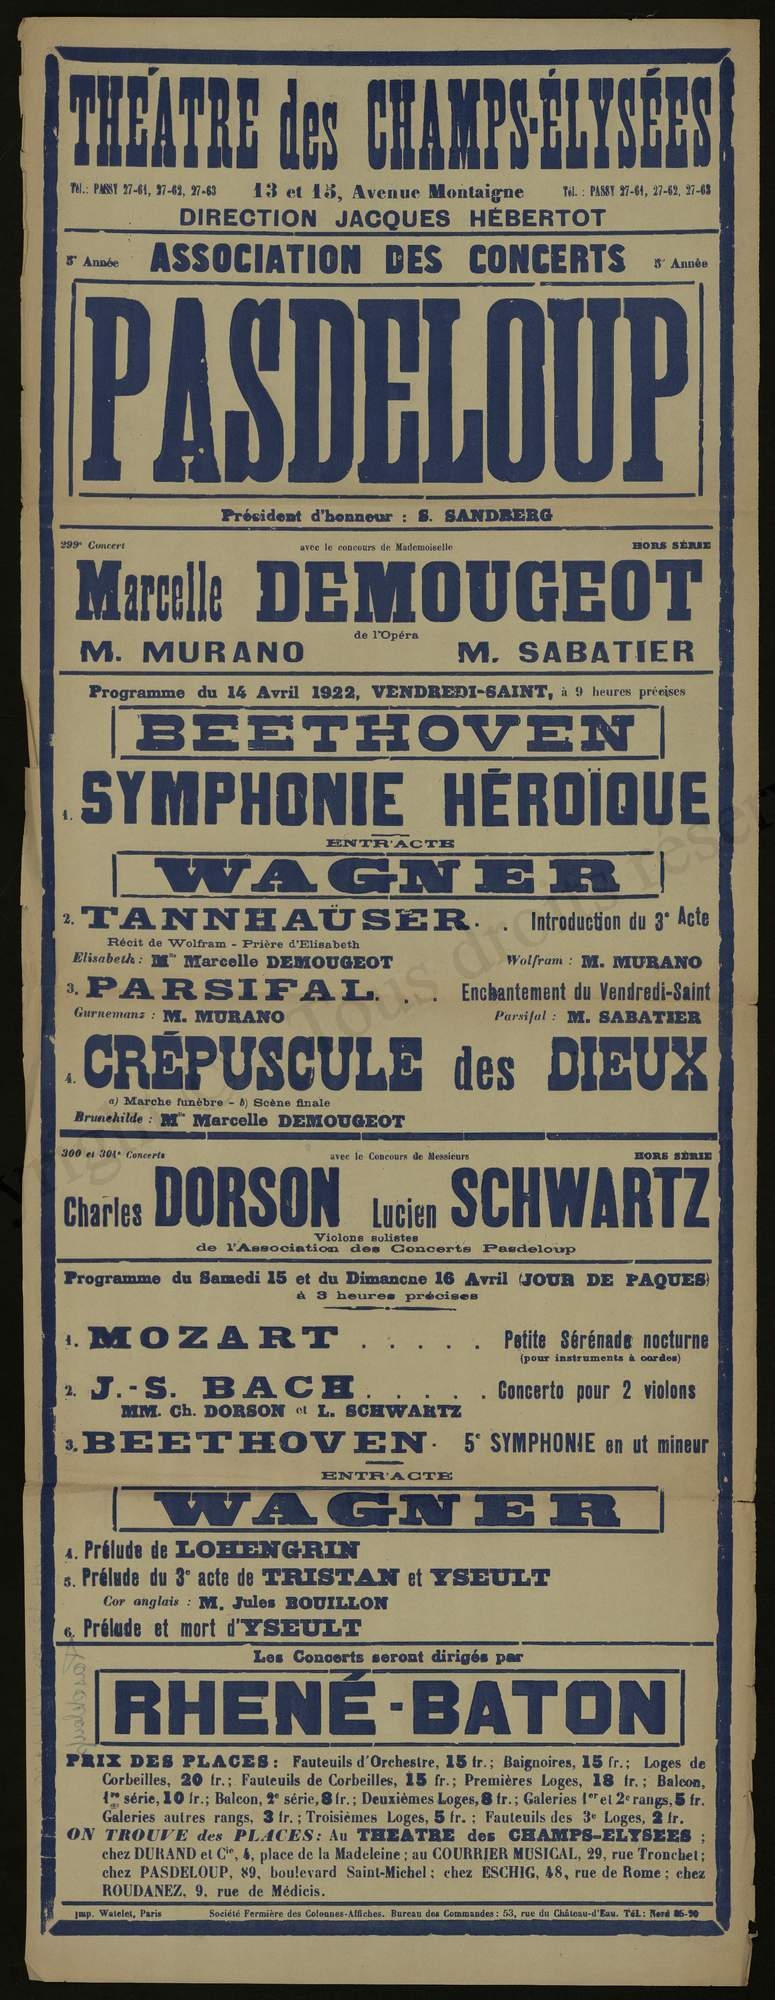 THÉÂTRE des CHAMPS-ÉLYSÉES
Tél.: PASSY 27-61, 27-62, 27-63 13 et 15, Avenue Montaigne Tél. : PASSY 27-61, 27-62, 27-63
DIRECTION JACQUES HÉBERTOT
5e Année ASSOCIATION DES CONCERTS 5e Année
PASDELOUP
Président d'honneur : S. SANDBERG
299e Concert avec le concours de Mademoiselle HORS SÉRIE
Marcelle DEMOUGEOT
de l'Opéra
M. MURANO M. SABATIER
Programme du 14 Avril 1922, VENDREDI-SAINT, à 9 heures précises
BEETHOVEN
1. SYMPHONIE HÉROÏQUE
ENTR'ACTE
WAGNER
2. TANNHAÜSER . . Introduction du 3e Acte
Récit de Wolfram - Prière d'Elisabeth
Elisabeth : Mlle Marcelle DEMOUGEOT Wolfram : M. MURANO
3. PARSIFAL . . . Enchantement du Vendredi-Saint
Gurnemanz : M. MURANO Parsifal : M. SABATIER
4. CRÉPUSCULE des DIEUX
a) Marche funèbre - b) Scène finale
Brunehilde : Mlle Marcelle DEMOUGEOT
300 et 301e Concerts avec le Concours de Messieurs HORS SÉRIE
Charles DORSON Lucien SCHWARTZ
Violons solistes
de l'Association des Concerts Pasdeloup
Programme du Samedi 15 et du Dimanche 16 Avril (JOUR DE PAQUES)
à 3 heures précises
1. MOZART . . . . . Petite Sérénade nocturne
(pour instruments à cordes)
2. J.-S. BACH . . . . . Concerto pour 2 violons
MM. Ch. DORSON et L. SCHWARTZ
3. BEETHOVEN . 5e SYMPHONIE en ut mineur
ENTR'ACTE
WAGNER
4. Prélude de LOHENGRIN
5. Prélude du 3e acte de TRISTAN et YSEULT
Cor anglais : M. Jules BOUILLON
6. Prélude et mort d'YSEULT
Les Concerts seront dirigés par
RHENÉ-BATON
PRIX DES PLACES : Fauteuils d'Orchestre, 15 fr.; Baignoires, 15 fr.; Loges de
Corbeilles, 20 fr.; Fauteuils de Corbeilles, 15 fr.; Premières Loges, 18 fr.; Balcon,
1re série, 10 fr.; Balcon, 2e série, 8 fr.; Deuxièmes Loges, 8 fr.; Galeries 1er et 2e rangs, 5 fr.
Galeries autres rangs, 3 fr.; Troisièmes Loges, 5 fr. ; Fauteuils des 3e Loges, 2 fr.
ON TROUVE des PLACES : Au THEATRE des CHAMPS-ELYSEES ;
chez DURAND et Cie, 4, place de la Madeleine ; au COURRIER MUSICAL, 29, rue Tronchet ;
chez PASDELOUP, 89, boulevard Saint-Michel ; chez ESCHIG, 48, rue de Rome ; chez
ROUDANEZ, 9, rue de Médicis.
Imp. Watelet, Paris Société Fermière des Colonnes-Affiches. Bureau des Commandes : 53, rue du Château-d'Eau. Tél.: Nord 86-20
Tous droits réser